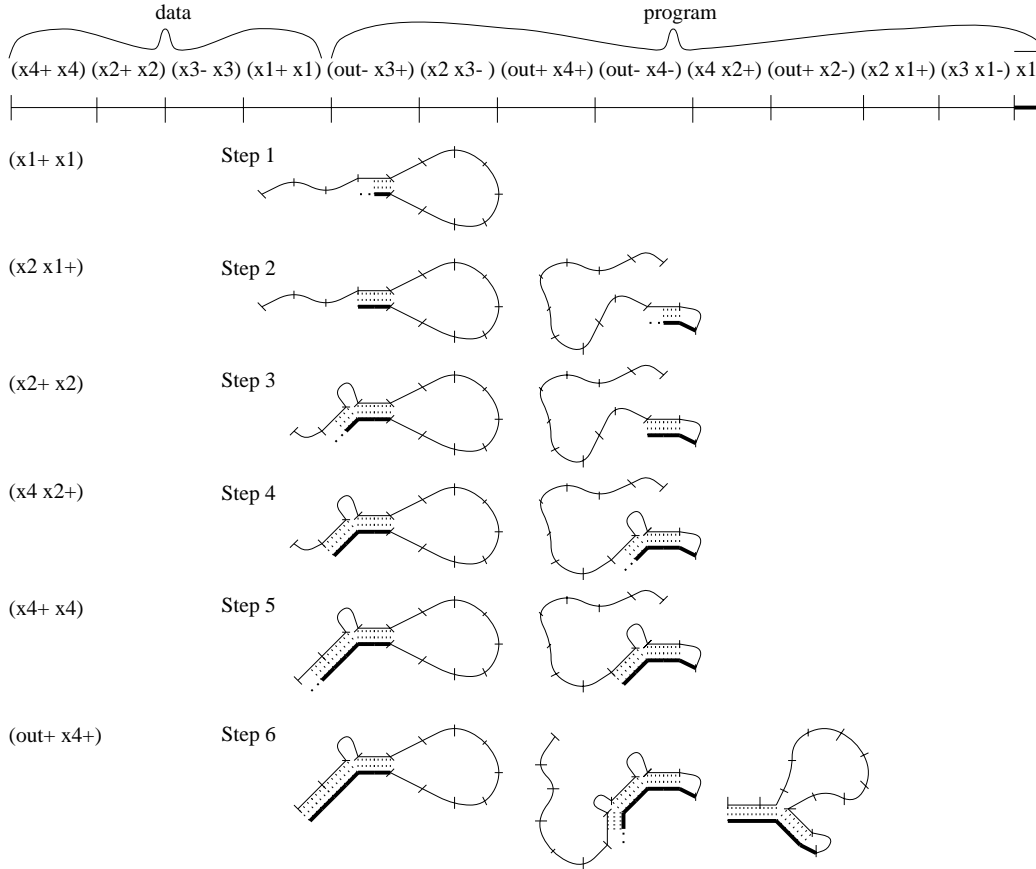 data program
(x4+ x4) (x2+ x2) (x3- x3) (x1+ x1) (out- x3+) (x2 x3- ) (out+ x4+) (out- x4-) (x4 x2+) (out+ x2-) (x2 x1+) (x3 x1-) x1
(x1+ x1) Step 1
(x2 x1+) Step 2
(x2+ x2) Step 3
(x4 x2+) Step 4
(x4+ x4) Step 5
(out+ x4+) Step 6